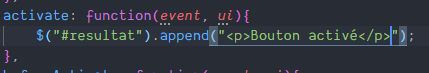 activate: function(event, ui){
$("#resultat").append("<p>Bouton activé</p>");
},